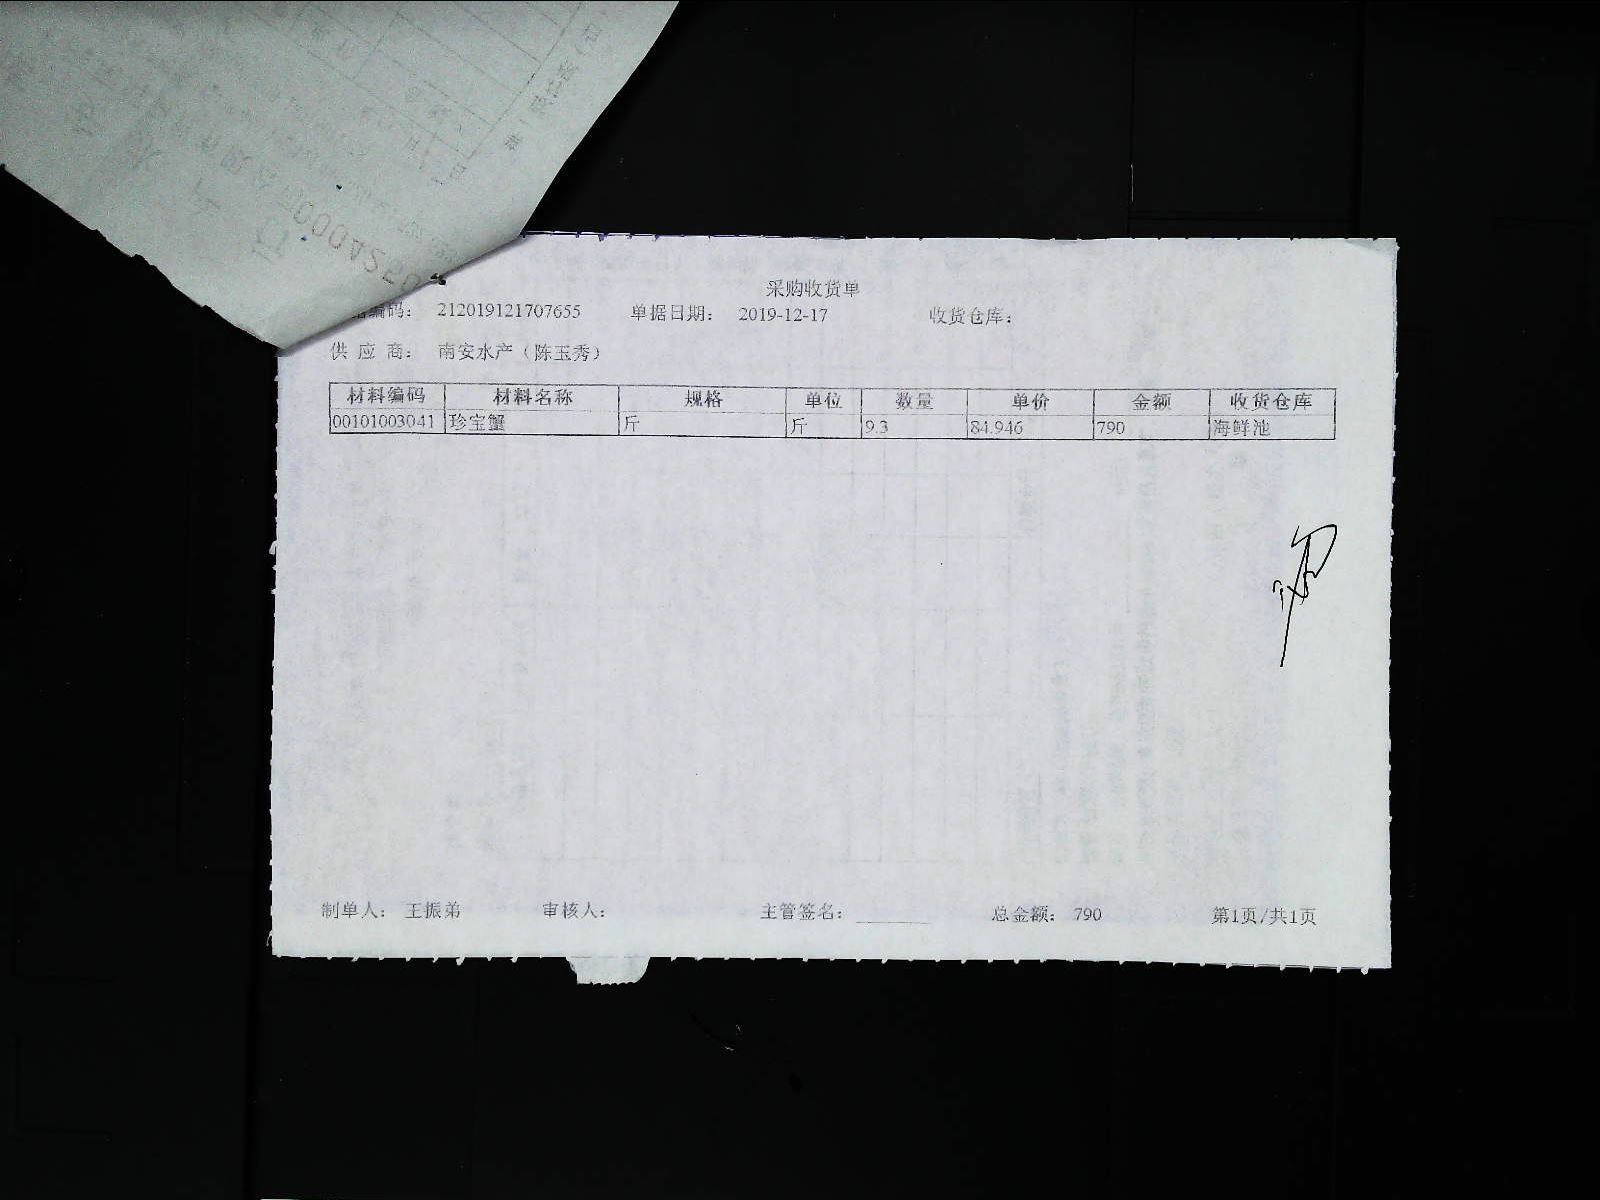 采购收货单
编码： 212019121707655 单据日期： 2019-12-17 收货仓库：
供 应 商： 南安水产（陈玉秀）
材料编码 材料名称 规格 单位 数量 单价 金额 收货仓库
00101003041 珍宝蟹 斤 斤 9.3 84.946 790 海鲜池
制单人： 王振弟 审核人： 主管签名： 总金额： 790 第1页/共1页